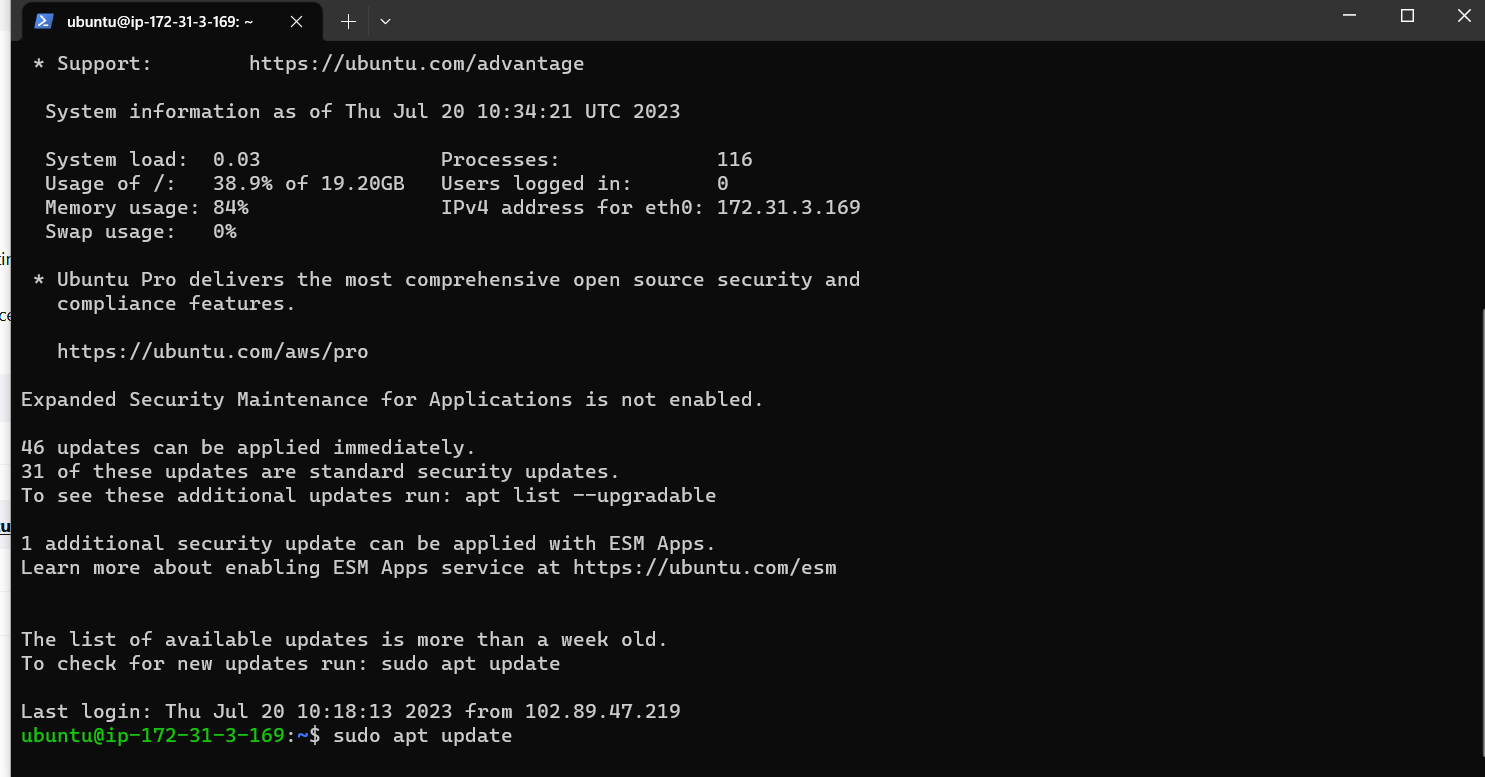 ubuntu@ip-172-31-3-169: ~
* Support:        https://ubuntu.com/advantage
System information as of Thu Jul 20 10:34:21 UTC 2023
System load:  0.03               Processes:             116
Usage of /:   38.9% of 19.20GB   Users logged in:       0
Memory usage: 84%                IPv4 address for eth0: 172.31.3.169
Swap usage:   0%
* Ubuntu Pro delivers the most comprehensive open source security and
compliance features.
https://ubuntu.com/aws/pro
Expanded Security Maintenance for Applications is not enabled.
46 updates can be applied immediately.
31 of these updates are standard security updates.
To see these additional updates run: apt list --upgradable
1 additional security update can be applied with ESM Apps.
Learn more about enabling ESM Apps service at https://ubuntu.com/esm
The list of available updates is more than a week old.
To check for new updates run: sudo apt update
Last login: Thu Jul 20 10:18:13 2023 from 102.89.47.219
ubuntu@ip-172-31-3-169:~$ sudo apt update